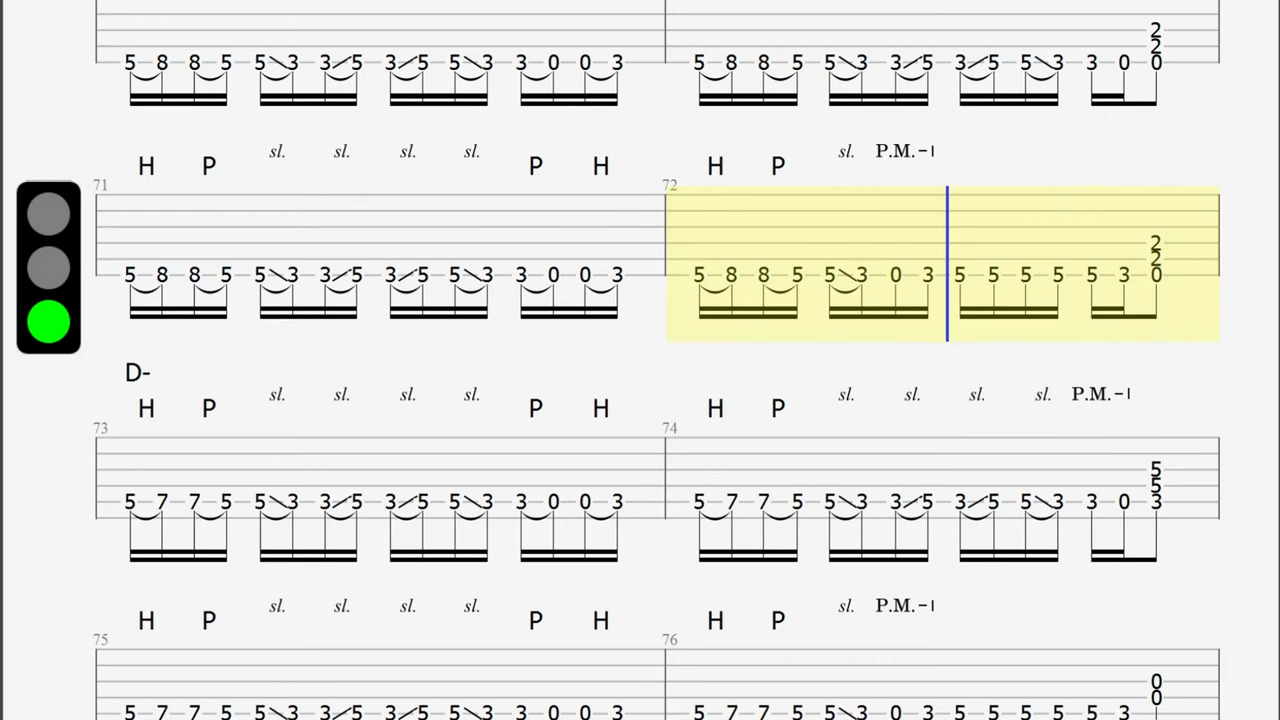 2
2
5 8 8 5 5 3 3 5 3 5 5 3 3 0 0 3 5 8 8 5 5 3 3 5 3 5 5 3 3 0 0
H P sl. sl. sl. sl. P H H P sl. P.M.
71 72
2
2
5 8 8 5 5 3 3 5 3 5 5 3 3 0 0 3 5 8 8 5 5 3 0 3 5 5 5 5 5 3 0
D-
H P sl. sl. sl. sl. P H H P sl. sl. sl. sl. P.M.
73 74
5
5
5 7 7 5 5 3 3 5 3 5 5 3 3 0 0 3 5 7 7 5 5 3 3 5 3 5 5 3 3 0 3
H P sl. sl. sl. sl. P H H P sl. P.M.
75 76
0
0
5 7 7 5 5 3 3 5 3 5 5 3 3 0 0 3 5 7 7 5 5 3 0 3 5 5 5 5 5 3